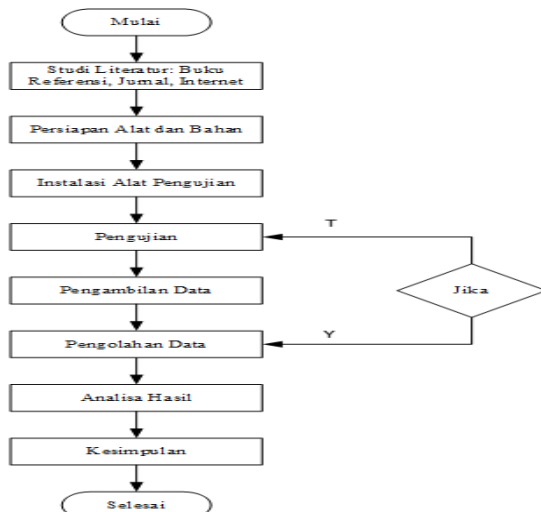 Mulai
Studi Literatur: Buku
Referensi, Jurnal, Internet
Persiapan Alat dan Bahan
Instalasi Alat Pengujian
Pengujian
T
Pengambilan Data
Jika
Pengolahan Data
Y
Analisa Hasil
Kesimpulan
Selesai